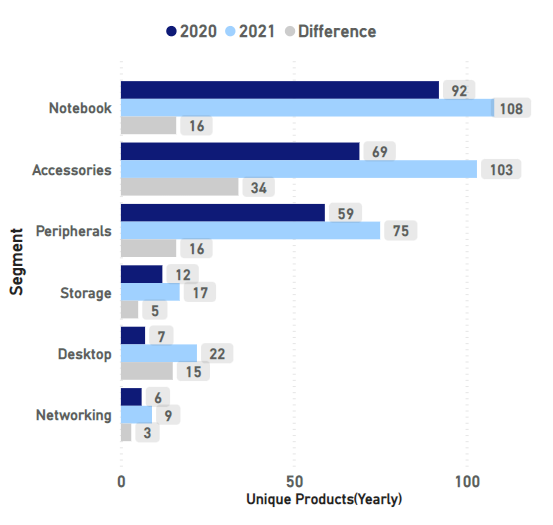 2020 2021 Difference
Segment
Notebook
92
108
16
Accessories
69
103
34
Peripherals
59
75
16
Storage
12
17
5
Desktop
7
22
15
Networking
6
9
3
0 50 100
Unique Products(Yearly)